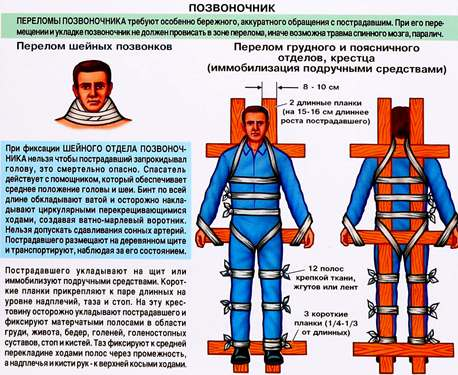 ПОЗВОНОЧНИК
ПЕРЕЛОМЫ ПОЗВОНОЧНИКА требуют особенно бережного, аккуратного обращения с пострадавшим. При его пере-
мещении и укладке позвоночник не должен провисать в зоне перелома, иначе возможна травма спинного мозга, паралич.
Перелом шейных позвонков
При фиксации ШЕЙНОГО ОТДЕЛА ПОЗВОНОЧ-
НИКА нельзя чтобы пострадавший запрокидывал
голову, это смертельно опасно. Спасатель
действует с помощником, который обеспечивает
среднее положение головы и шеи. Бинт по всей
длине обкладывают ватой и осторожно нак-
ладывают циркулярными перекрещивающимися
ходами, создавая ватно-марлевый воротник.
Нельзя допускать сдавления сонных артерий.
Пострадавшего размещают на деревянном щите
и транспортируют, наблюдая за его состоянием.
Пострадавшего укладывают на щит или
иммобилизуют подручными средствами. Корот-
кие планки прикрепляют к паре длинных на
уровне надплечий, таза и стоп. На эту крес-
товину осторожно укладывают пострадавшего и
фиксируют матерчатыми полосами в области
груди, живота, бедер, голеней, голеностопных
суставов, стоп и кистей. Таз фиксируют к средней
перекладине ходами полос через промежность,
а надплечья и кисти рук - к верхней косыми ходами.
Перелом грудного и поясничного
отделов, крестца
(иммобилизация подручными средствами)
8 - 10 см
2 длинные планки
(на 15-16 см длиннее
роста пострадавшего)
12 полос
крепкой ткани,
жгутов или лент
3 короткие
планки (1/4-1/3
от длинных)